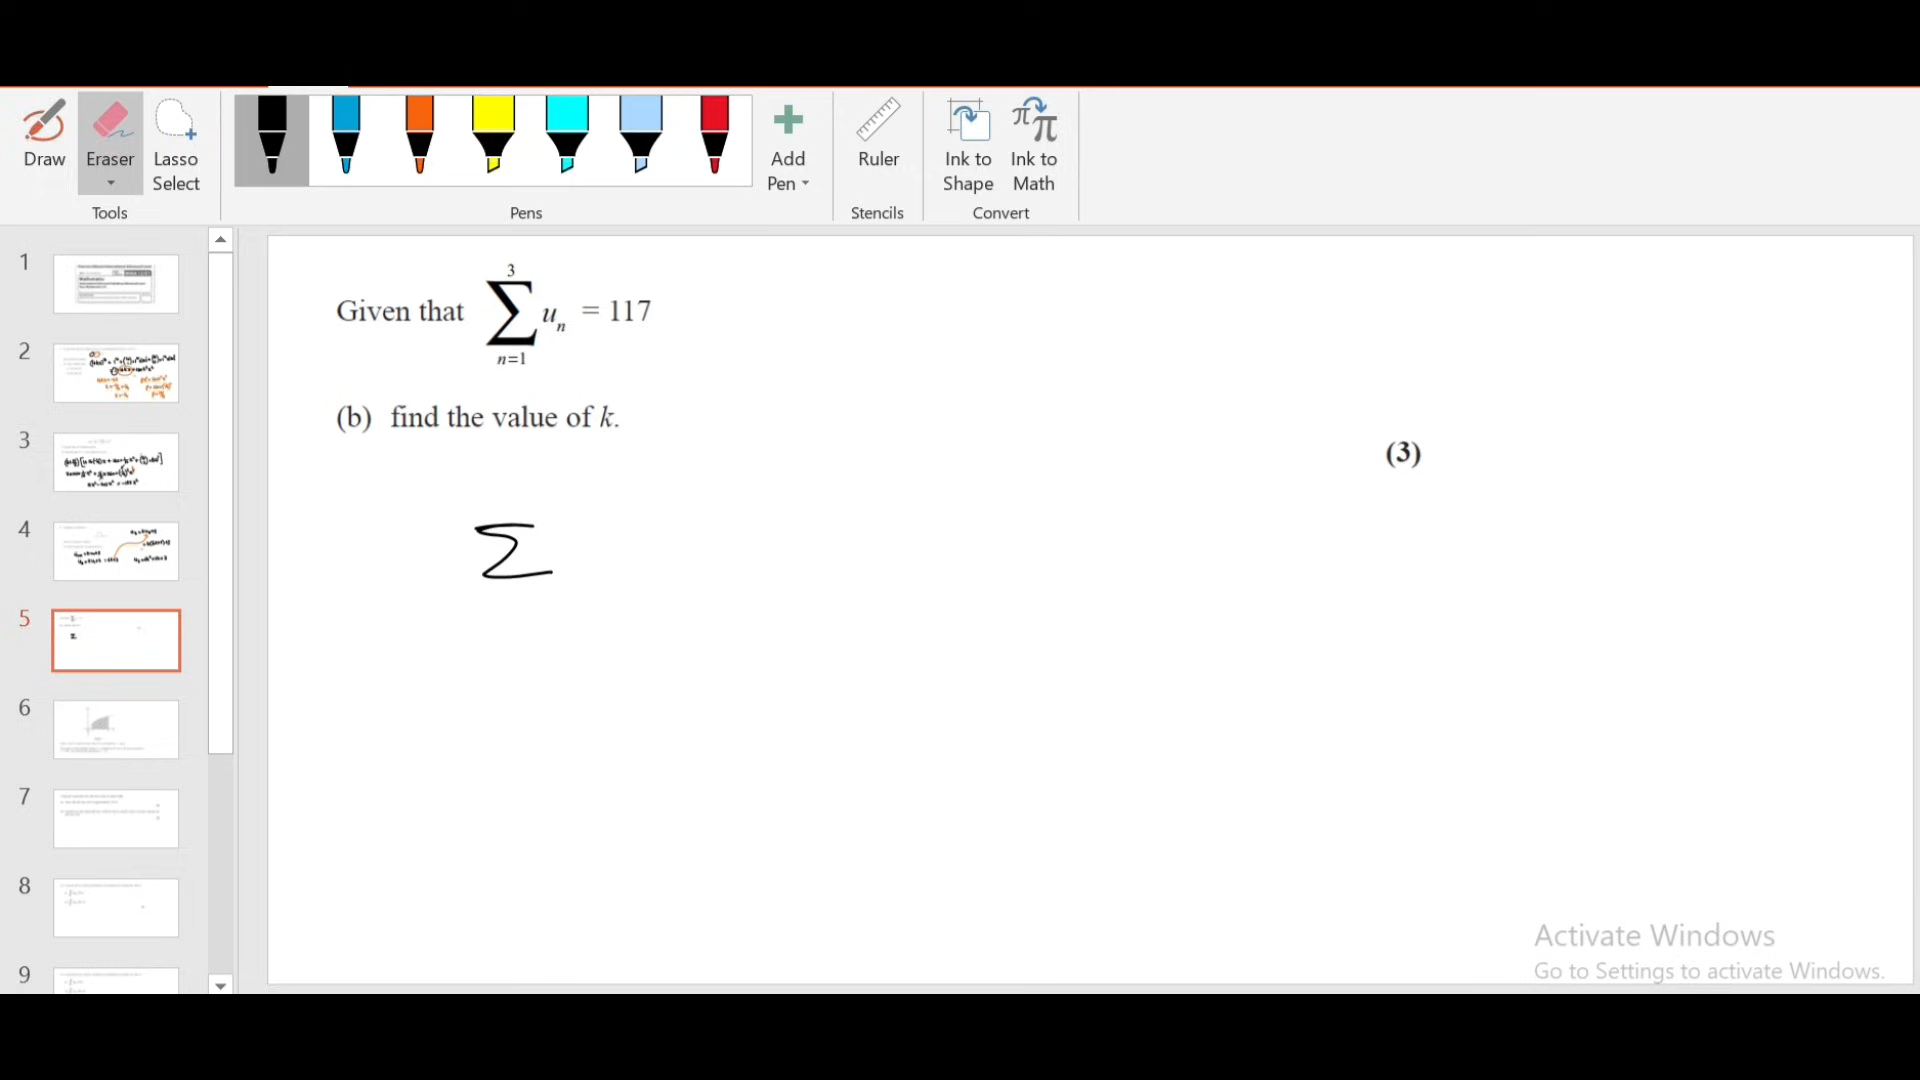 Draw
Eraser
Lasso
Select
Tools
Pens
Add
Pen
Ruler
Stencils
Ink to
Shape
Ink to
Math
Convert
1
2
3
4
5
6
7
8
9
3
Given that ∑ uₙ = 117
n=1
(b) find the value of k.
(3)
∑
Activate Windows
Go to Settings to activate Windows.